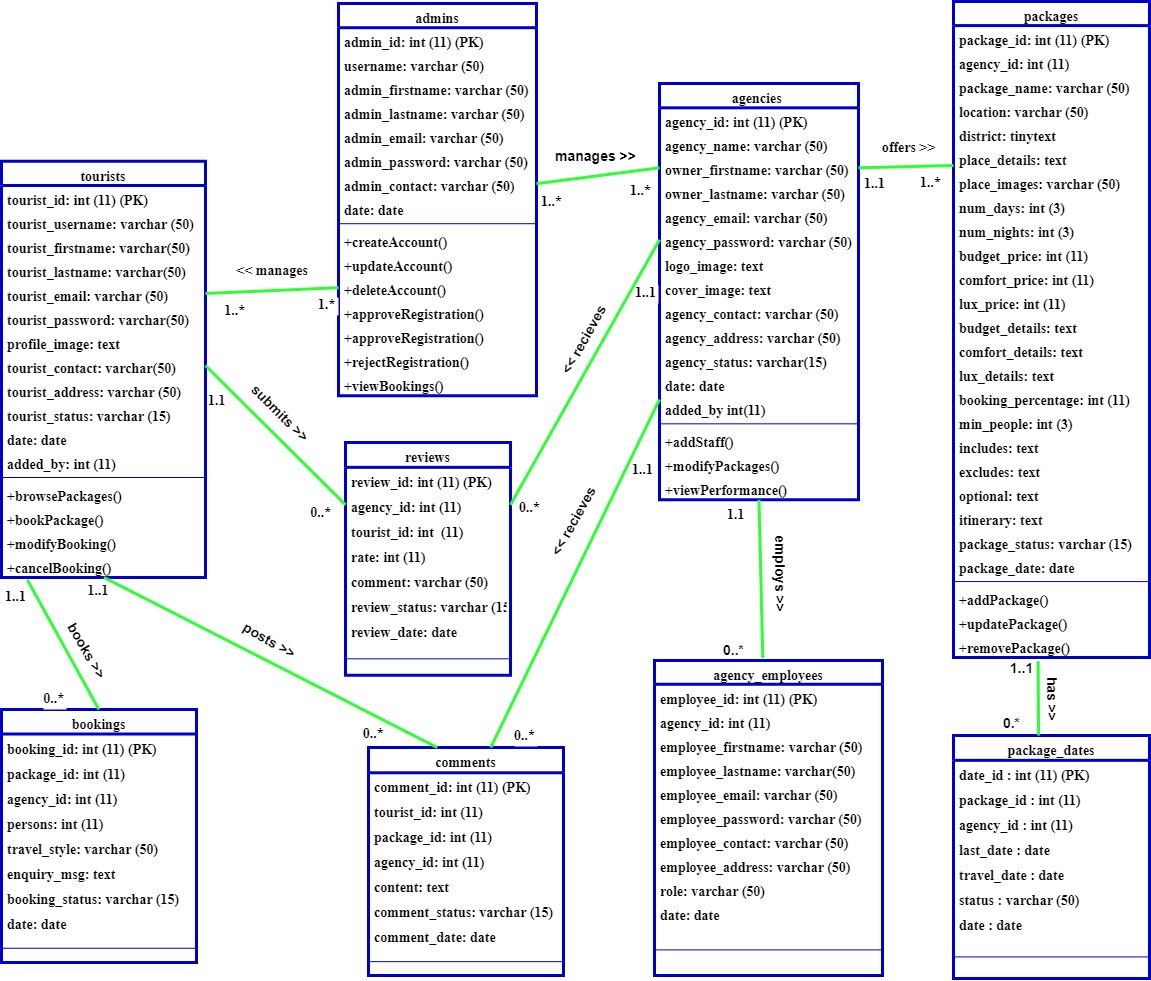 admins
admin_id: int (11) (PK)
username: varchar (50)
admin_firstname: varchar (50)
admin_lastname: varchar (50)
admin_email: varchar (50)
admin_password: varchar (50)
admin_contact: varchar (50)
date: date
+createAccount()
+updateAccount()
+deleteAccount()
+approveRegistration()
+approveRegistration()
+rejectRegistration()
+viewBookings()
manages >>
1..*
1..*
agencies
agency_id: int (11) (PK)
agency_name: varchar (50)
owner_firstname: varchar (50)
owner_lastname: varchar (50)
agency_email: varchar (50)
agency_password: varchar (50)
logo_image: text
cover_image: text
agency_contact: varchar (50)
agency_address: varchar (50)
agency_status: varchar(15)
date: date
added_by int(11)
+addStaff()
+modifyPackages()
+viewPerformance()
offers >>
1..1
1..*
packages
package_id: int (11) (PK)
agency_id: int (11)
package_name: varchar (50)
location: varchar (50)
district: tinytext
place_details: text
place_images: varchar (50)
num_days: int (3)
num_nights: int (3)
budget_price: int (11)
comfort_price: int (11)
lux_price: int (11)
budget_details: text
comfort_details: text
lux_details: text
booking_percentage: int (11)
min_people: int (3)
includes: text
excludes: text
optional: text
itinerary: text
package_status: varchar (15)
package_date: date
+addPackage()
+updatePackage()
+removePackage()
tourists
tourist_id: int (11) (PK)
tourist_username: varchar (50)
tourist_firstname: varchar(50)
tourist_lastname: varchar(50)
tourist_email: varchar (50)
tourist_password: varchar(50)
profile_image: text
tourist_contact: varchar(50)
tourist_address: varchar (50)
tourist_status: varchar (15)
date: date
added_by: int (11)
+browsePackages()
+bookPackage()
+modifyBooking()
+cancelBooking()
<< manages
1..*
1.*
submits >>
1.1
0..*
<< recieves
1..1
0..*
<< recieves
1..1
0..*
reviews
review_id: int (11) (PK)
agency_id: int (11)
tourist_id: int (11)
rate: int (11)
comment: varchar (50)
review_status: varchar (15
review_date: date
employs >>
1.1
0..*
books >>
1..1
0..*
posts >>
1..1
0..*
has >>
1..1
0.*
bookings
booking_id: int (11) (PK)
package_id: int (11)
agency_id: int (11)
persons: int (11)
travel_style: varchar (50)
enquiry_msg: text
booking_status: varchar (15)
date: date
comments
comment_id: int (11) (PK)
tourist_id: int (11)
package_id: int (11)
agency_id: int (11)
content: text
comment_status: varchar (15)
comment_date: date
agency_employees
employee_id: int (11) (PK)
agency_id: int (11)
employee_firstname: varchar (50)
employee_lastname: varchar(50)
employee_email: varchar (50)
employee_password: varchar (50)
employee_contact: varchar (50)
employee_address: varchar (50)
role: varchar (50)
date: date
package_dates
date_id : int (11) (PK)
package_id : int (11)
agency_id : int (11)
last_date : date
travel_date : date
status : varchar (50)
date : date